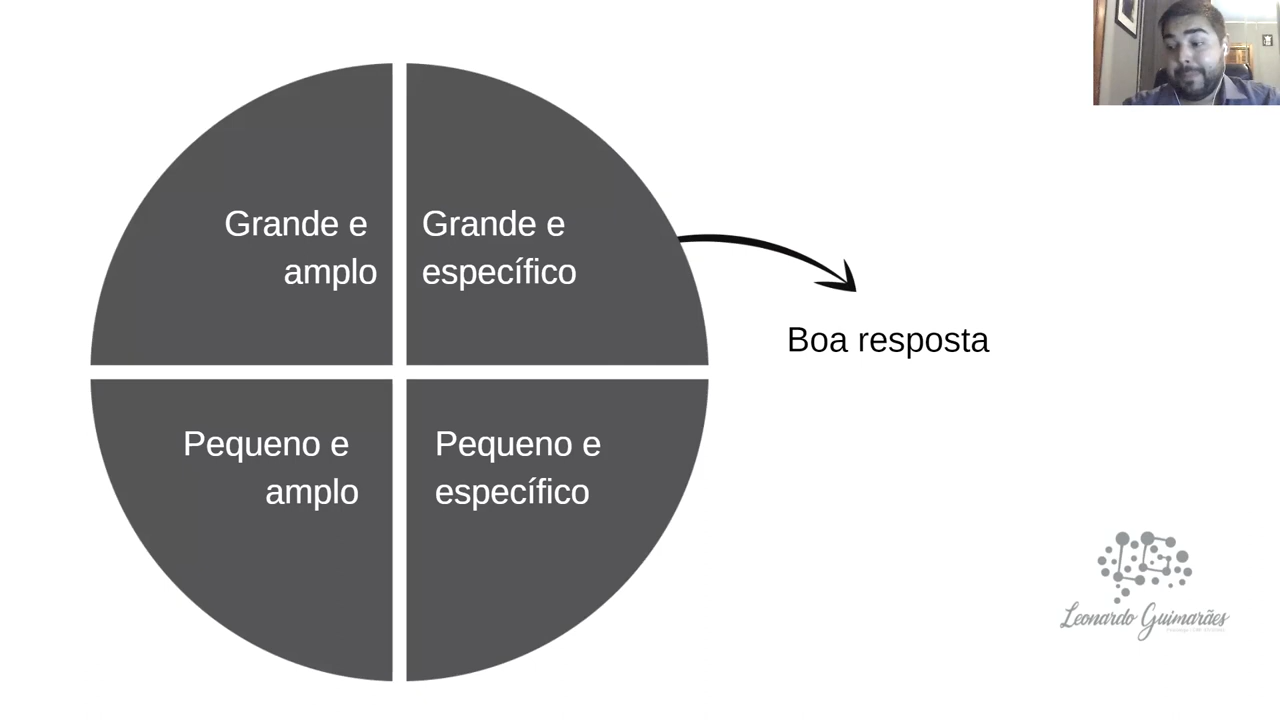 Grande e
amplo
Grande e
específico
Boa resposta
Pequeno e
amplo
Pequeno e
específico
Leonardo Guimarães